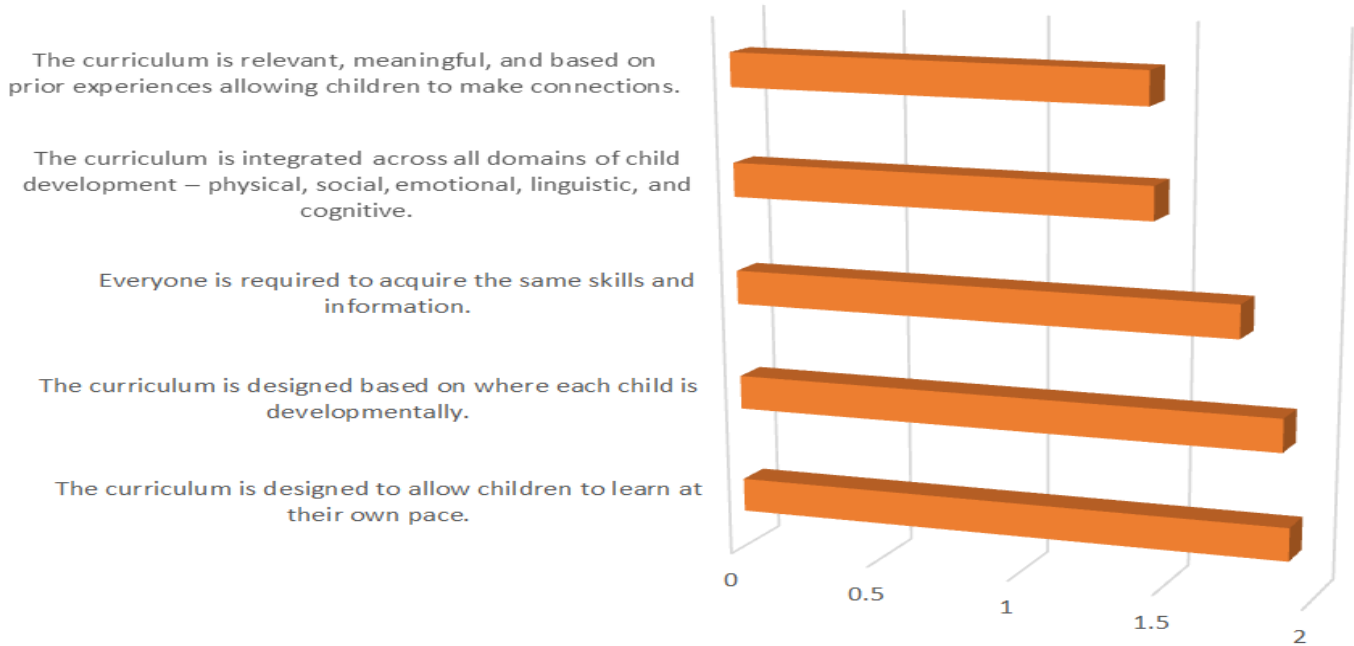 The curriculum is relevant, meaningful, and based on
prior experiences allowing children to make connections.
The curriculum is integrated across all domains of child
development – physical, social, emotional, linguistic, and
cognitive.
Everyone is required to acquire the same skills and
information.
The curriculum is designed based on where each child is
developmentally.
The curriculum is designed to allow children to learn at
their own pace.
0
0.5
1
1.5
2